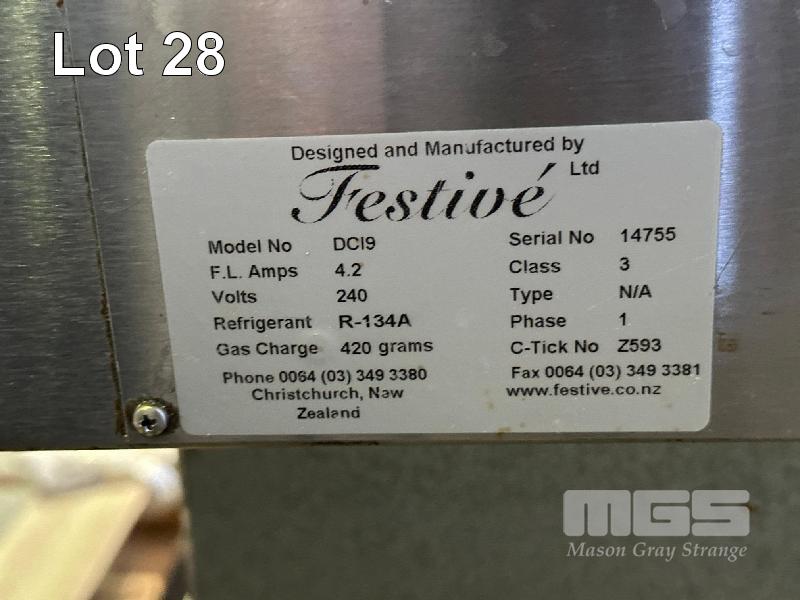 Lot 28
Designed and Manufactured by
Festivé Ltd
Model No DCI9
Serial No 14755
F.L. Amps 4.2
Class 3
Volts 240
Type N/A
Refrigerant R-134A
Phase 1
Gas Charge 420 grams
C-Tick No Z593
Phone 0064 (03) 349 3380
Fax 0064 (03) 349 3381
Christchurch, New
Zealand
www.festive.co.nz
MGS
Mason Gray Strange